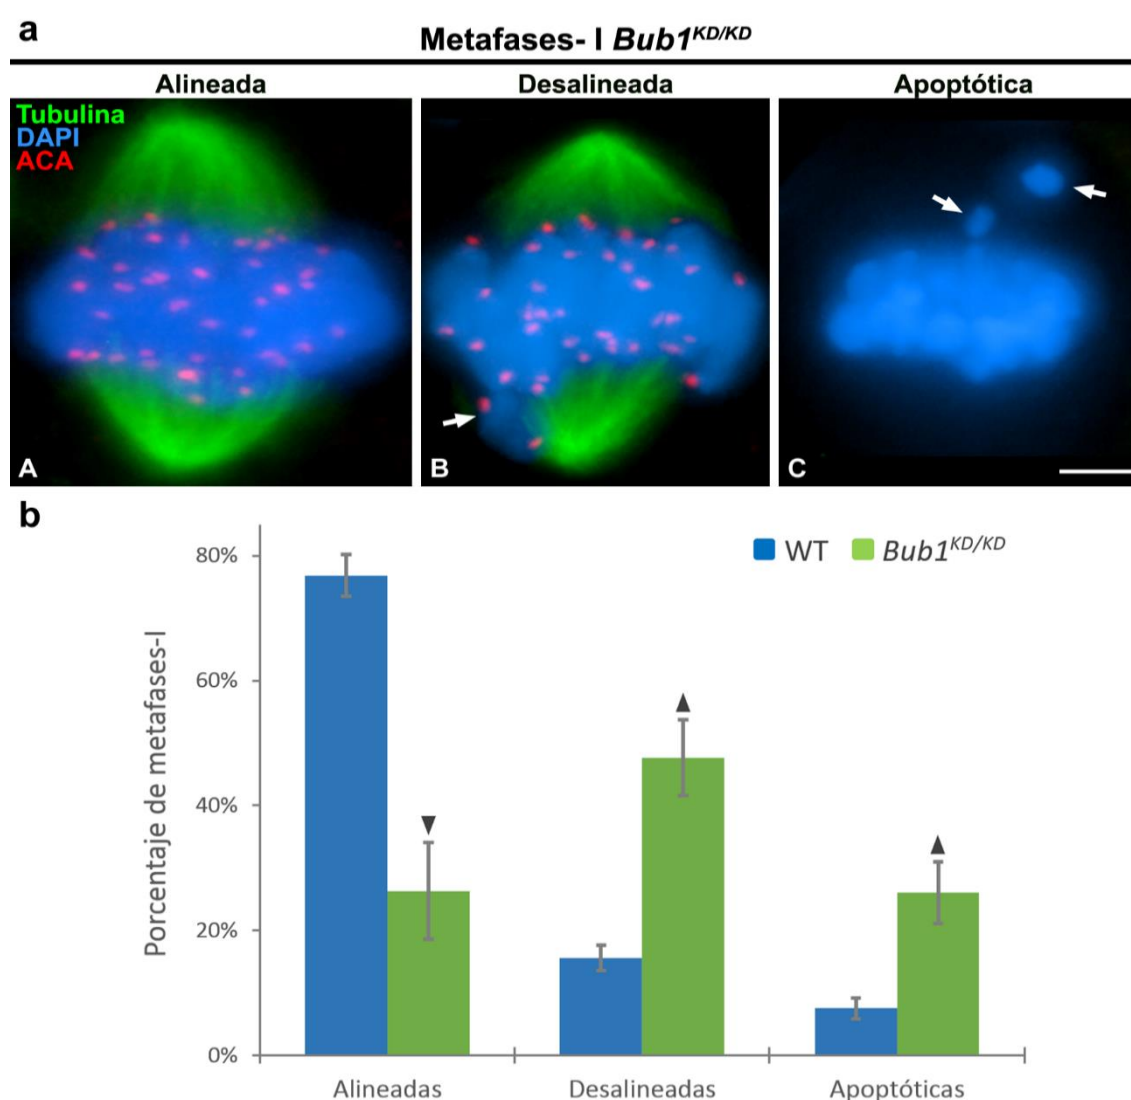 a
Metafases- I Bub1KD/KD
Alineada Desalineada Apoptótica
Tubulina
DAPI
ACA
A B C
b
WT Bub1KD/KD
Porcentaje de metafases-I
80%
60%
40%
20%
0%
Alineadas Desalineadas Apoptóticas